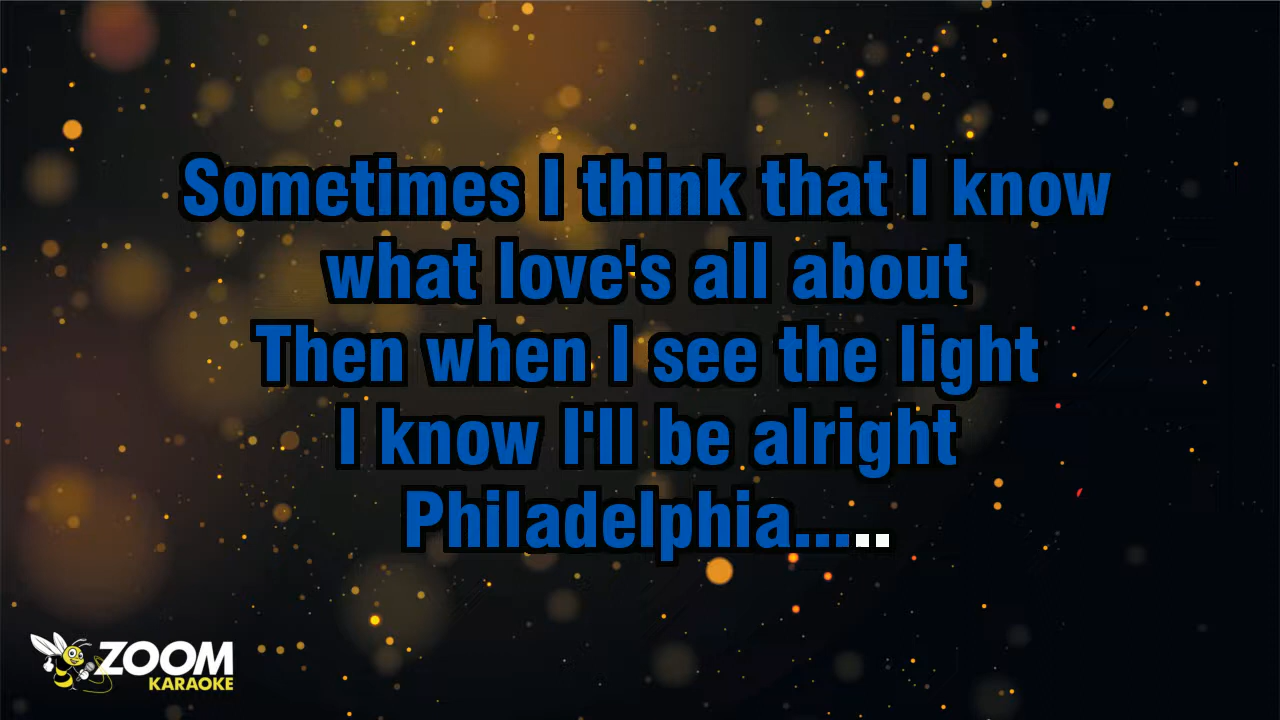 Sometimes I think that I know
what love's all about
Then when I see the light
I know I'll be alright
Philadelphia.....
ZOOM
KARAOKE